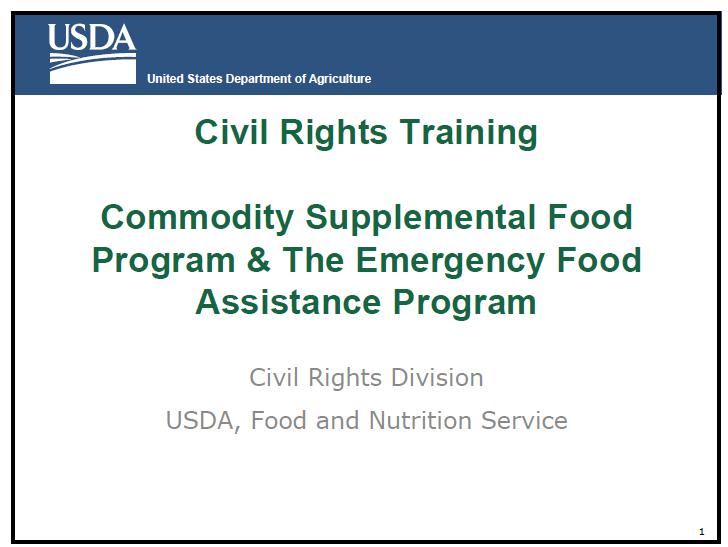 USDA
United States Department of Agriculture
Civil Rights Training
Commodity Supplemental Food
Program & The Emergency Food
Assistance Program
Civil Rights Division
USDA, Food and Nutrition Service
1